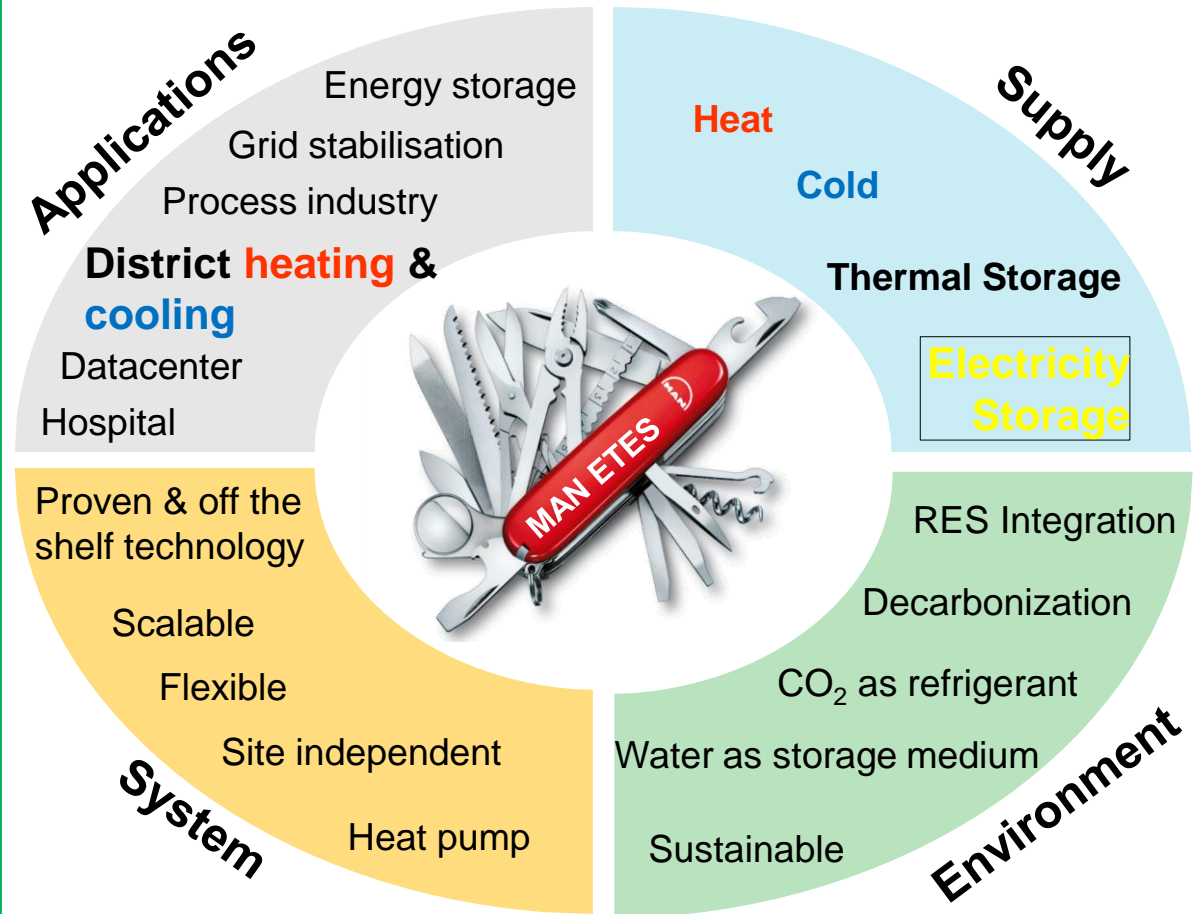 Applications
Energy storage
Grid stabilisation
Process industry
District heating &
cooling
Datacenter
Hospital
Supply
Heat
Cold
Thermal Storage
Electricity
Storage
MAN
MAN ETES
System
Proven & off the
shelf technology
Scalable
Flexible
Site independent
Heat pump
Environment
RES Integration
Decarbonization
CO₂ as refrigerant
Water as storage medium
Sustainable